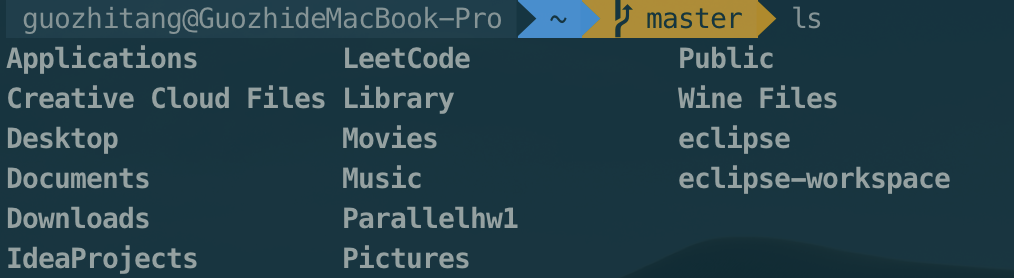 guozhitang@GuozhideMacBook-Pro ~ master ls
Applications LeetCode Public
Creative Cloud Files Library Wine Files
Desktop Movies eclipse
Documents Music eclipse-workspace
Downloads Parallelhw1
IdeaProjects Pictures